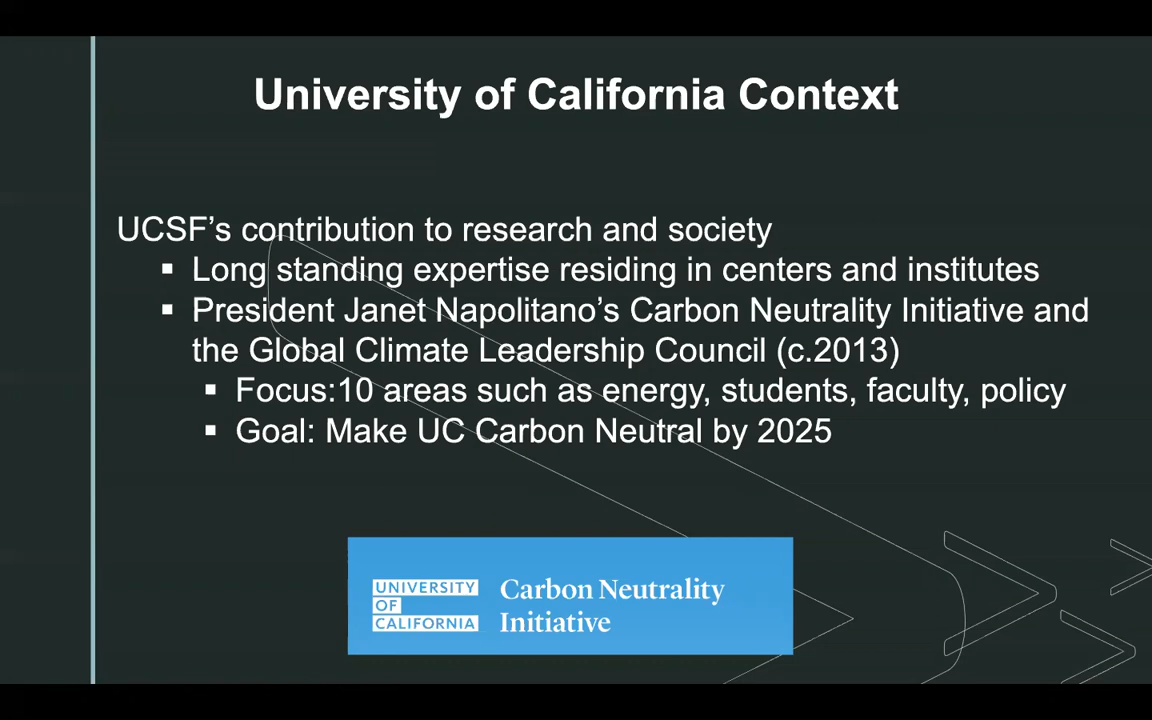 University of California Context
UCSF’s contribution to research and society
▪ Long standing expertise residing in centers and institutes
▪ President Janet Napolitano’s Carbon Neutrality Initiative and
the Global Climate Leadership Council (c.2013)
▪ Focus:10 areas such as energy, students, faculty, policy
▪ Goal: Make UC Carbon Neutral by 2025
UNIVERSITY
OF
CALIFORNIA
Carbon Neutrality
Initiative